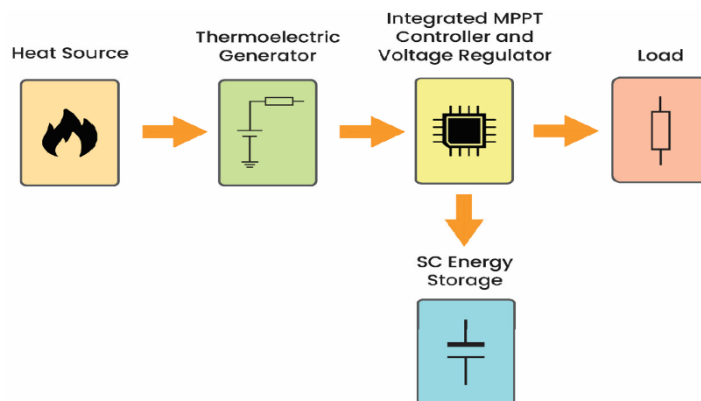 Heat Source
Thermoelectric
Generator
Integrated MPPT
Controller and
Voltage Regulator
Load
SC Energy
Storage